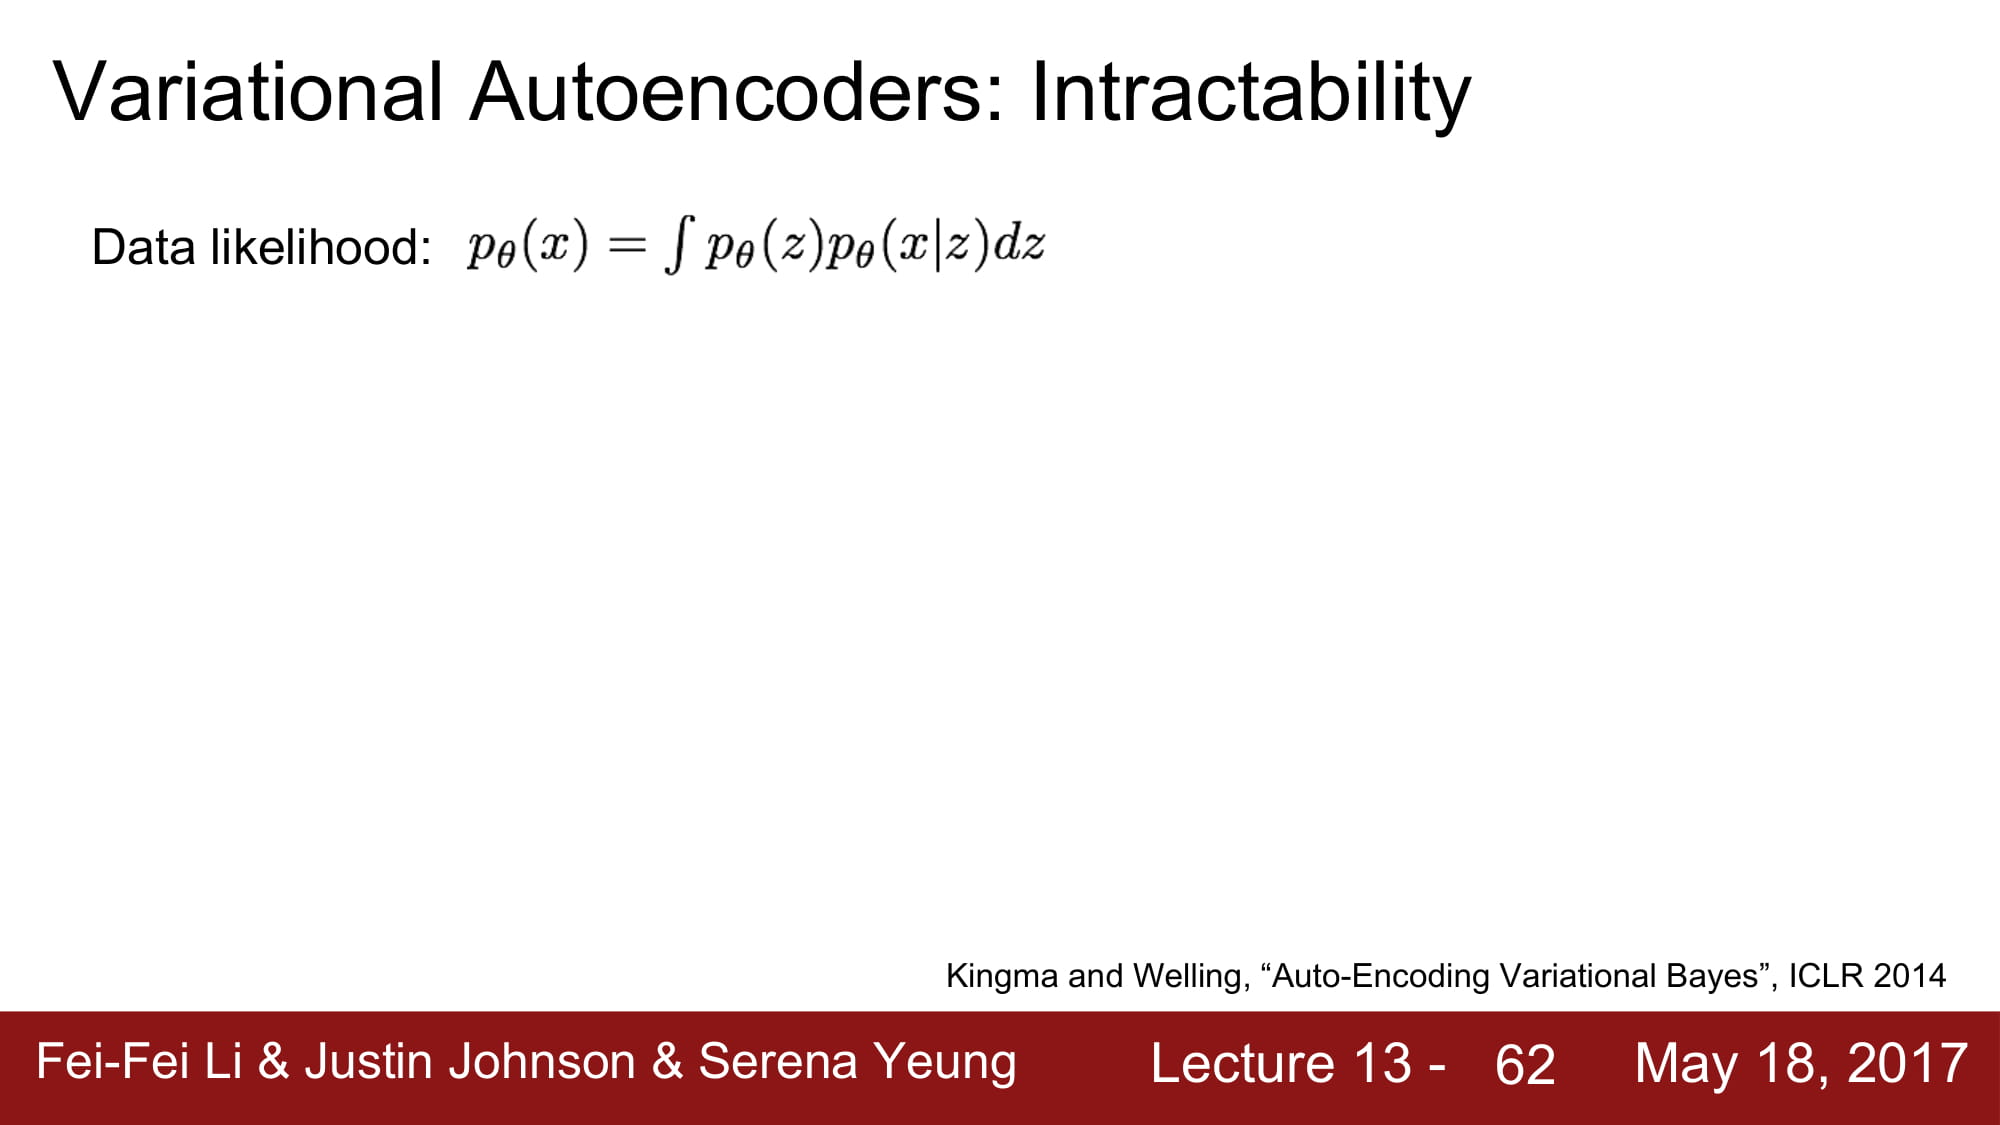 Variational Autoencoders: Intractability
Data likelihood: $p_\theta(x) = \int p_\theta(z) p_\theta(x|z) dz$
Kingma and Welling, “Auto-Encoding Variational Bayes”, ICLR 2014
Fei-Fei Li & Justin Johnson & Serena Yeung Lecture 13 - 62 May 18, 2017